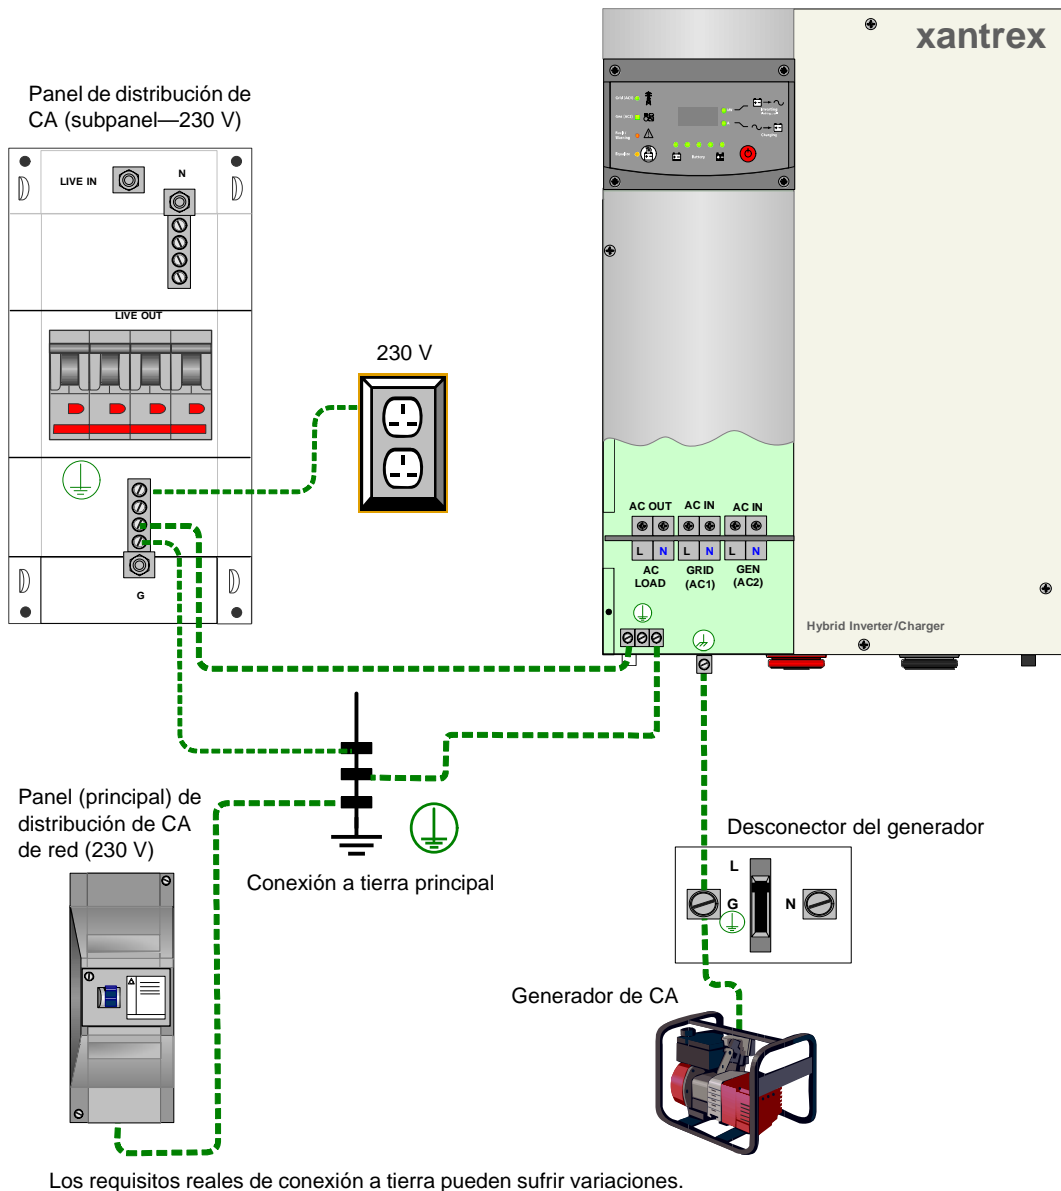 xantrex
Panel de distribución de
CA (subpanel—230 V)
LIVE IN
N
LIVE OUT
G
230 V
Battery
Charging
AC OUT
AC IN
AC IN
L
N
L
N
L
N
AC
LOAD
GRID
(AC1)
GEN
(AC2)
Hybrid Inverter/Charger
Panel (principal) de
distribución de CA
de red (230 V)
Conexión a tierra principal
Desconector del generador
L
G
N
Generador de CA
Los requisitos reales de conexión a tierra pueden sufrir variaciones.